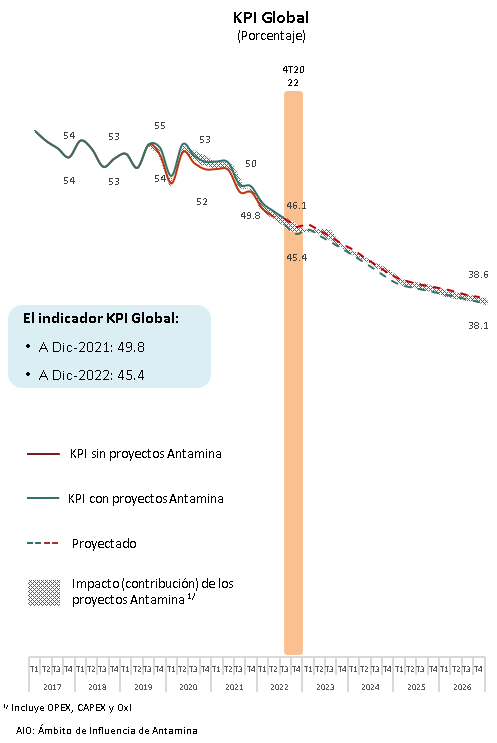 KPI Global
(Porcentaje)
4T20
22
54
53
55
53
50
46.1
54
53
54
52
49.8
45.4
38.6
38.1
El indicador KPI Global:
• A Dic-2021: 49.8
• A Dic-2022: 45.4
KPI sin proyectos Antamina
KPI con proyectos Antamina
Proyectado
Impacto (contribución) de los
proyectos Antamina 1/
T1 T2 T3 T4 T1 T2 T3 T4 T1 T2 T3 T4 T1 T2 T3 T4 T1 T2 T3 T4 T1 T2 T3 T4 T1 T2 T3 T4 T1 T2 T3 T4 T1 T2 T3 T4 T1 T2 T3 T4
2017 2018 2019 2020 2021 2022 2023 2024 2025 2026
1/ Incluye OPEX, CAPEX y OxI
AIO: Ámbito de Influencia de Antamina